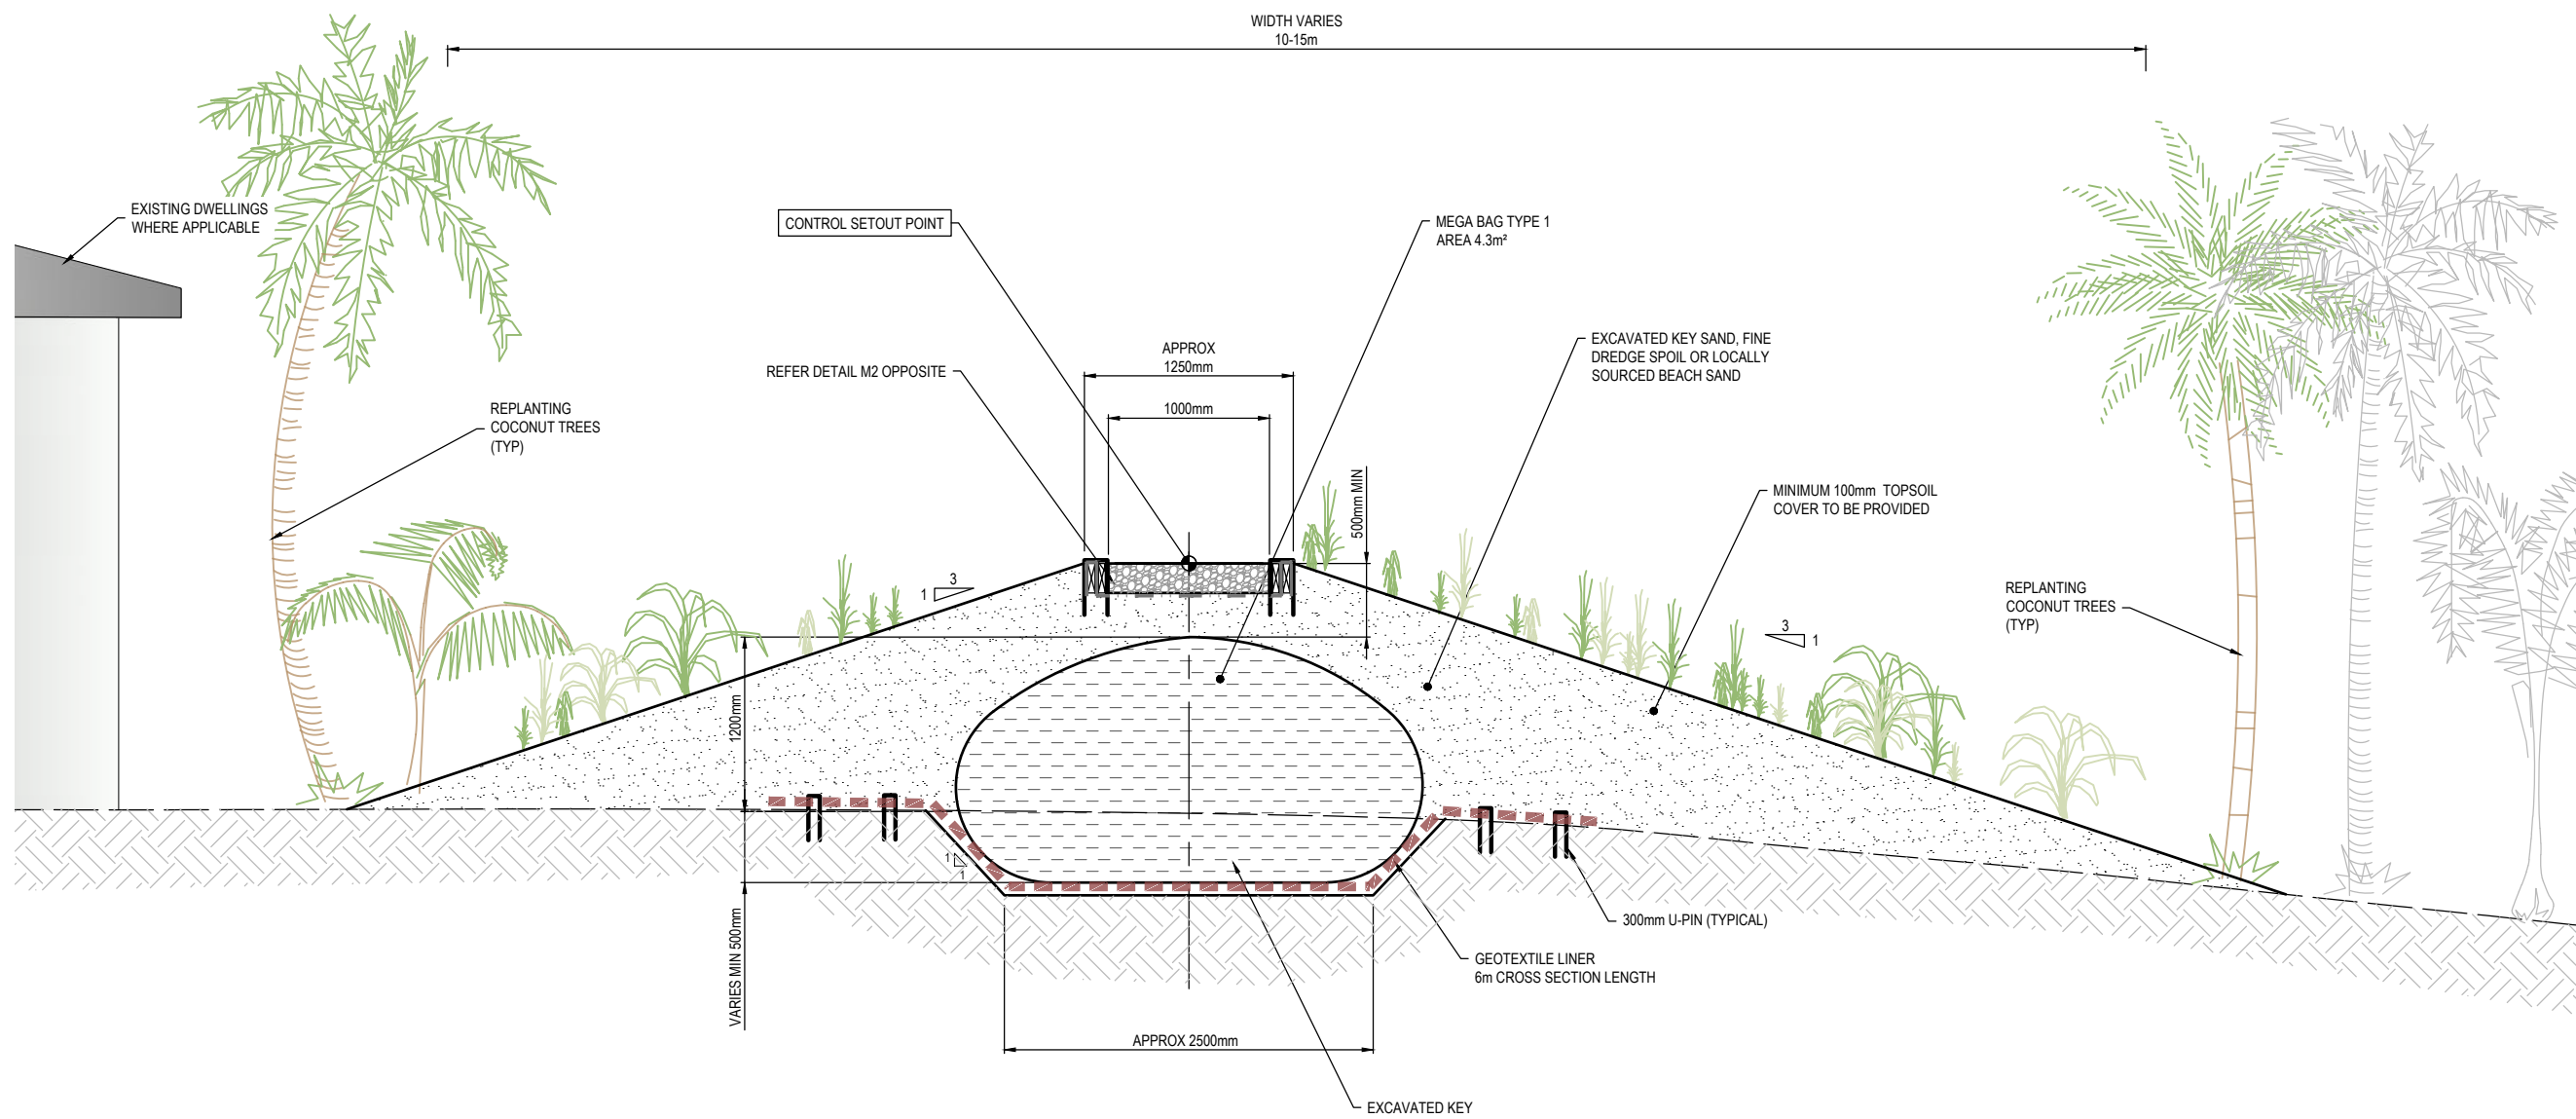 WIDTH VARIES
10-15m
EXISTING DWELLINGS
WHERE APPLICABLE
CONTROL SETOUT POINT
MEGA BAG TYPE 1
AREA 4.3m²
APPROX
1250mm
REFER DETAIL M2 OPPOSITE
1000mm
EXCAVATED KEY SAND, FINE
DREDGE SPOIL OR LOCALLY
SOURCED BEACH SAND
REPLANTING
COCONUT TREES
(TYP)
500mm MIN
MINIMUM 100mm TOPSOIL
COVER TO BE PROVIDED
3
1
REPLANTING
COCONUT TREES
(TYP)
3
1
1200mm
1
1
VARIES MIN 500mm
300mm U-PIN (TYPICAL)
GEOTEXTILE LINER
6m CROSS SECTION LENGTH
APPROX 2500mm
EXCAVATED KEY